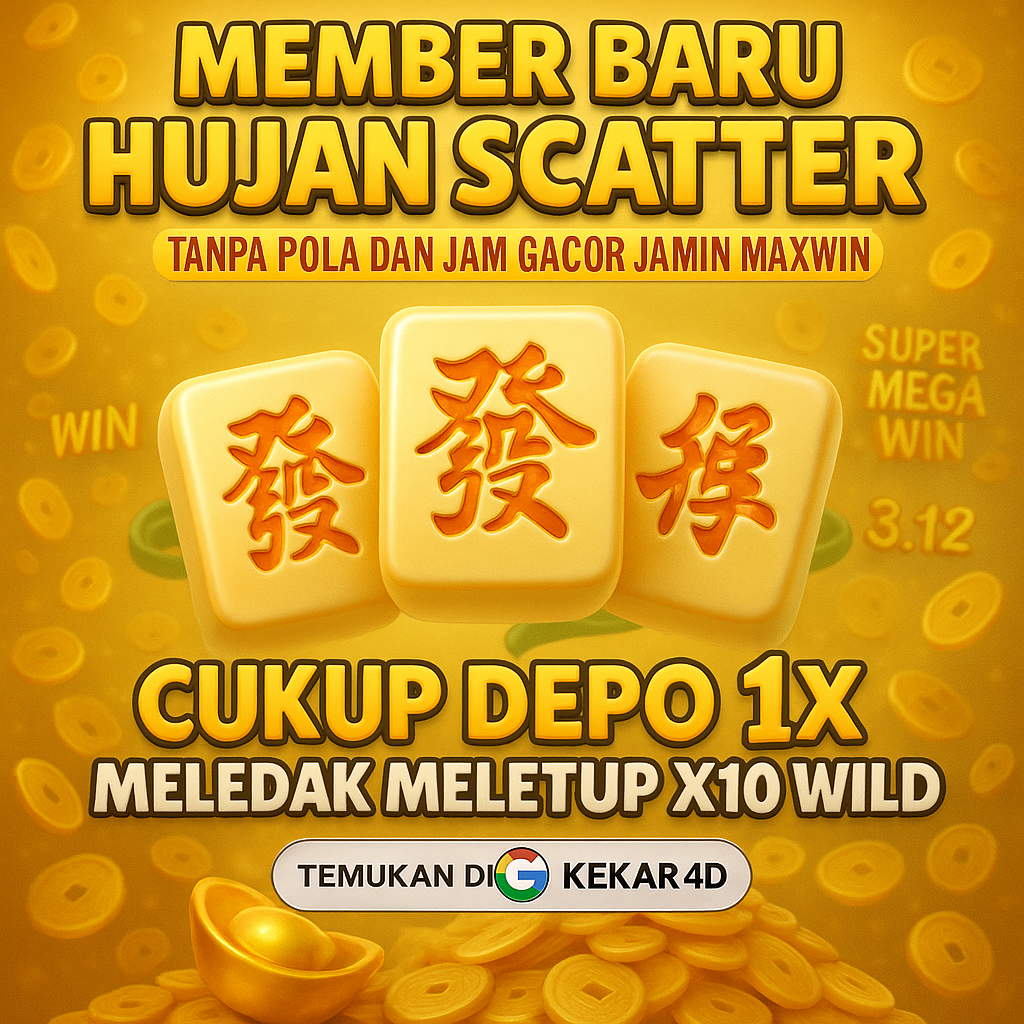 MEMBER BARU
HUJAN SCATTER
TANPA POLA DAN JAM GACOR JAMIN MAXWIN
WIN
發
發
SUPER
MEGA
WIN
3.12
CUKUP DEPO 1X
MELEDAK MELETUP X10 WILD
TEMUKAN DI G KEKAR4D